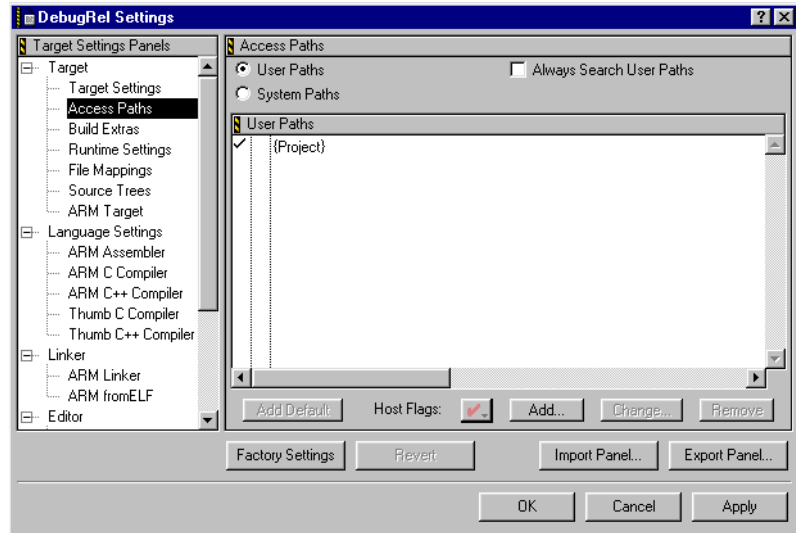 DebugRel Settings
Target Settings Panels
Target
Target Settings
Access Paths
Build Extras
Runtime Settings
File Mappings
Source Trees
ARM Target
Language Settings
ARM Assembler
ARM C Compiler
ARM C++ Compiler
Thumb C Compiler
Thumb C++ Compiler
Linker
ARM Linker
ARM fromELF
Editor
Access Paths
User Paths
Always Search User Paths
System Paths
User Paths
{Project}
Add Default Host Flags: Add... Change... Remove
Factory Settings Revert Import Panel... Export Panel...
OK Cancel Apply